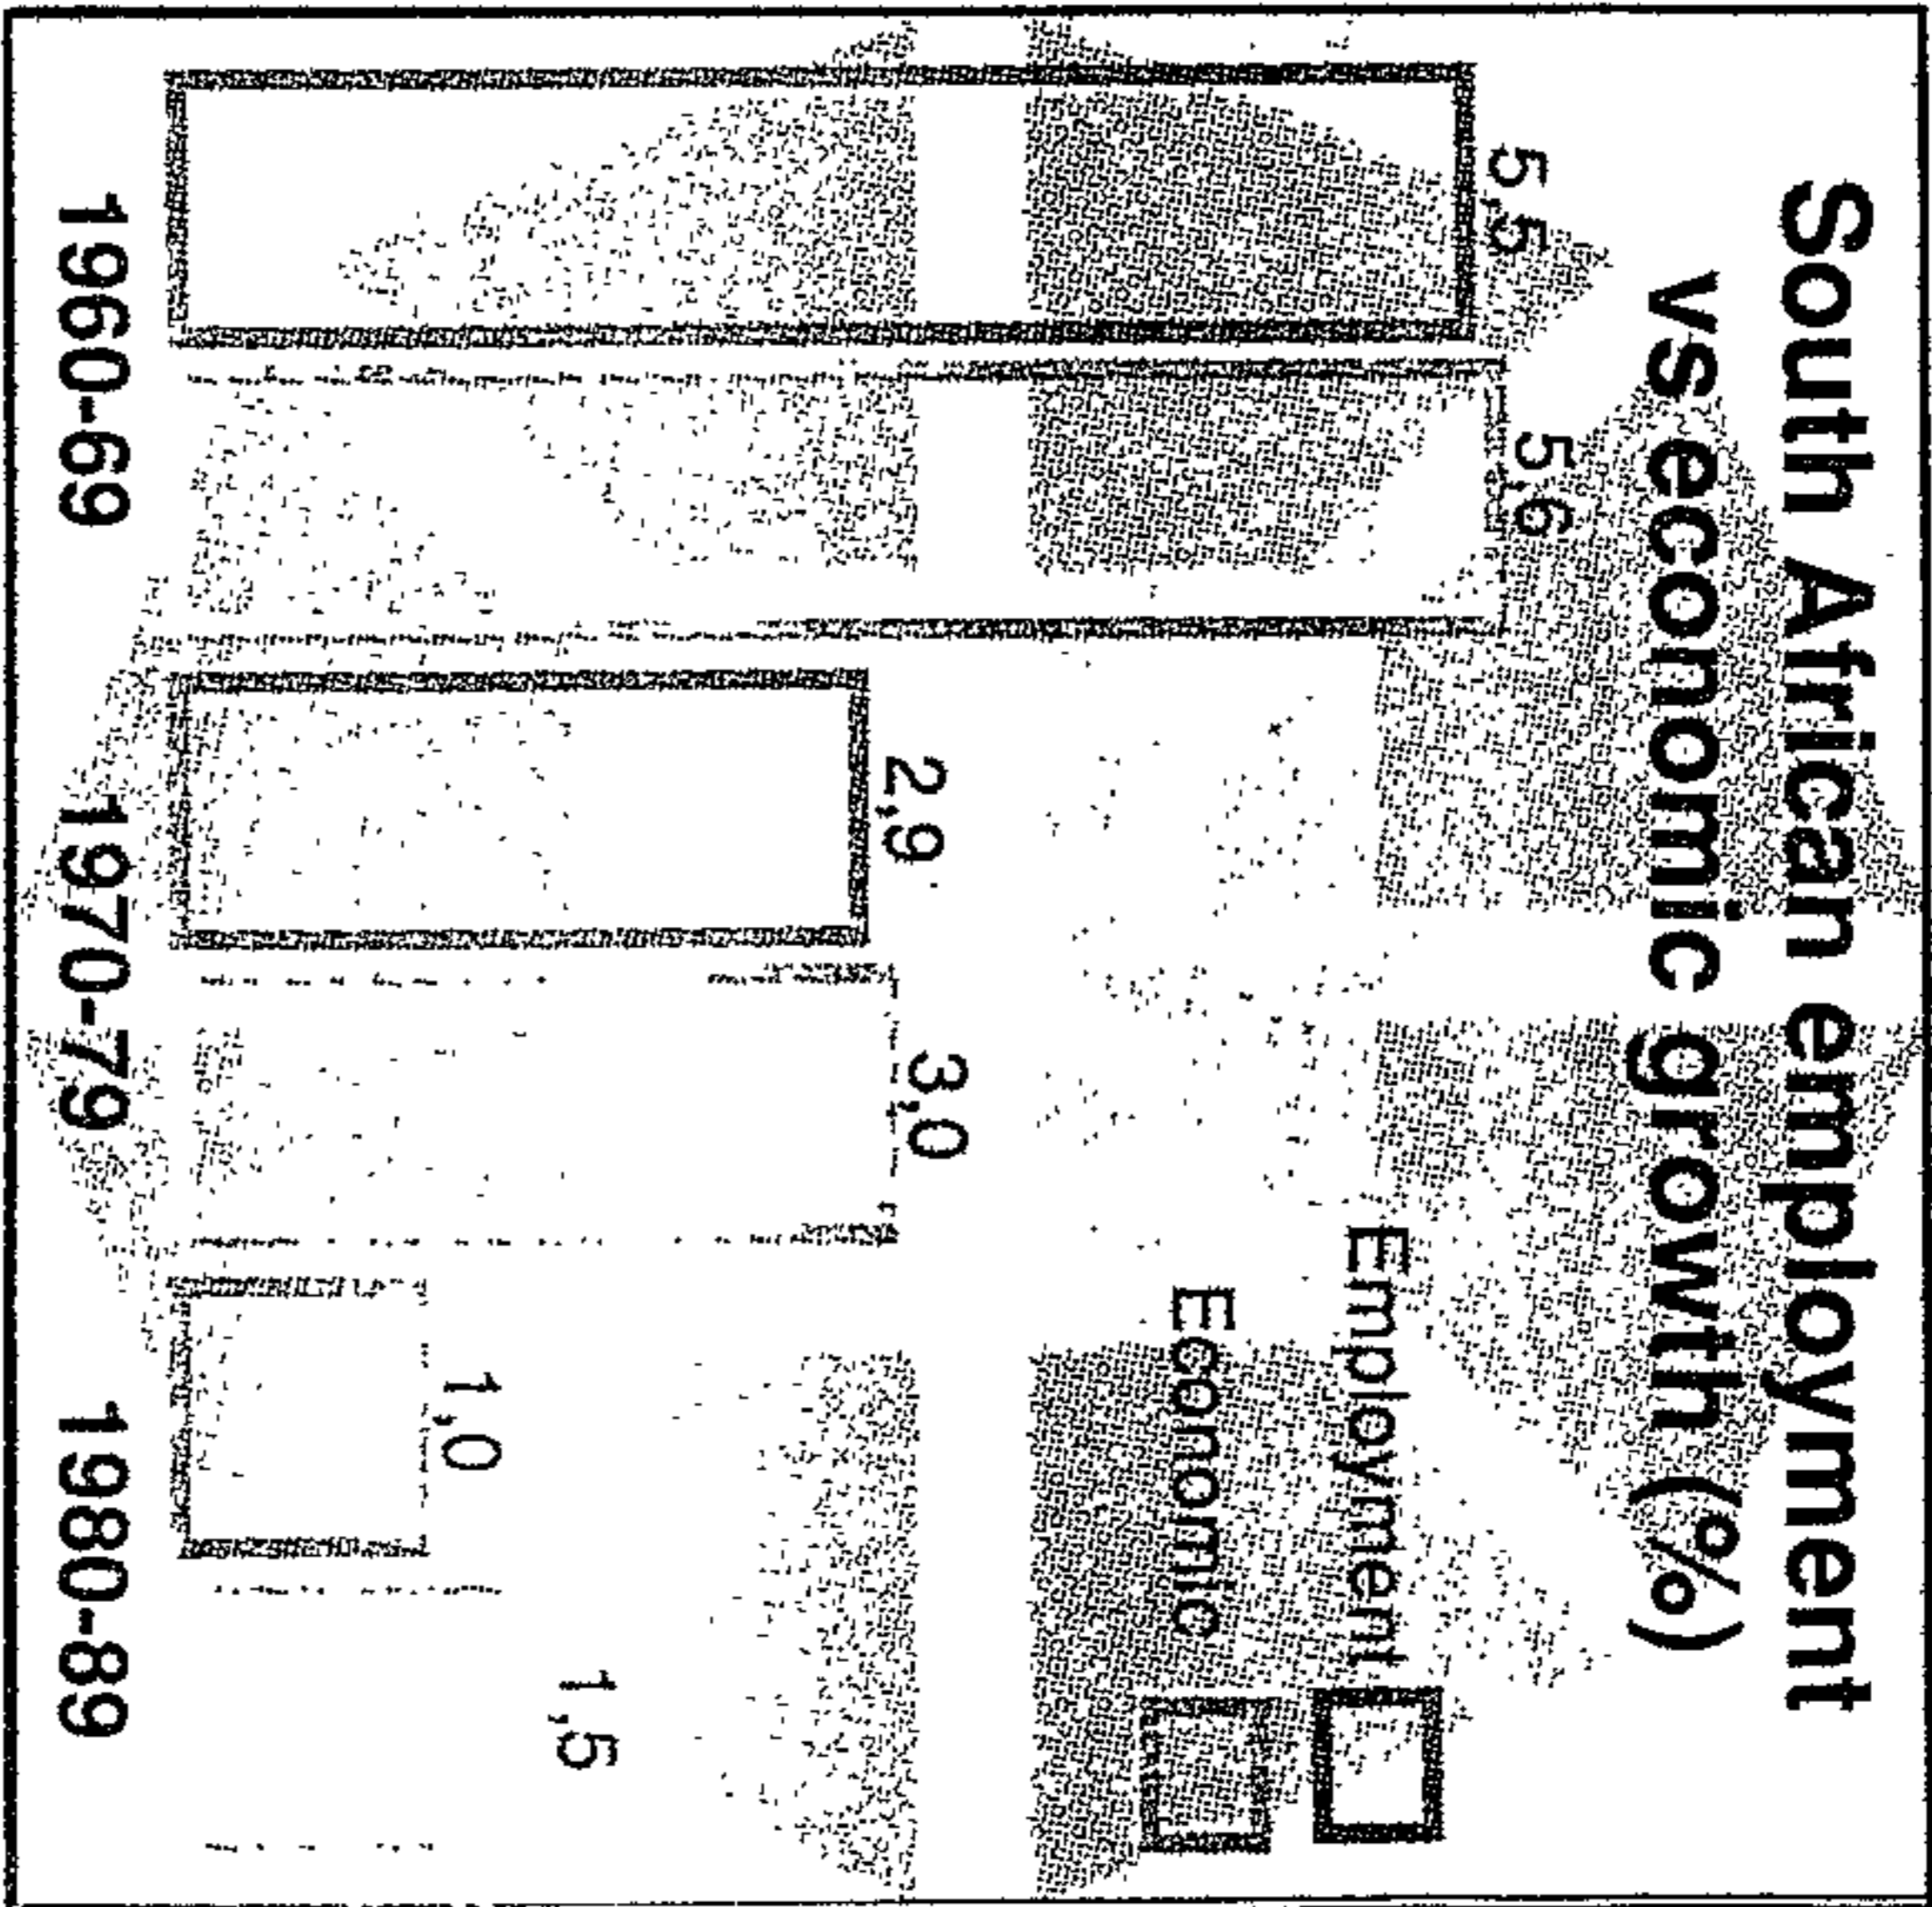 South African employment
vs economic growth (%)
5,5
5,6
2,9
3,0
1,0
1,5
Employment
Economic
1960-69
1970-79
1980-89